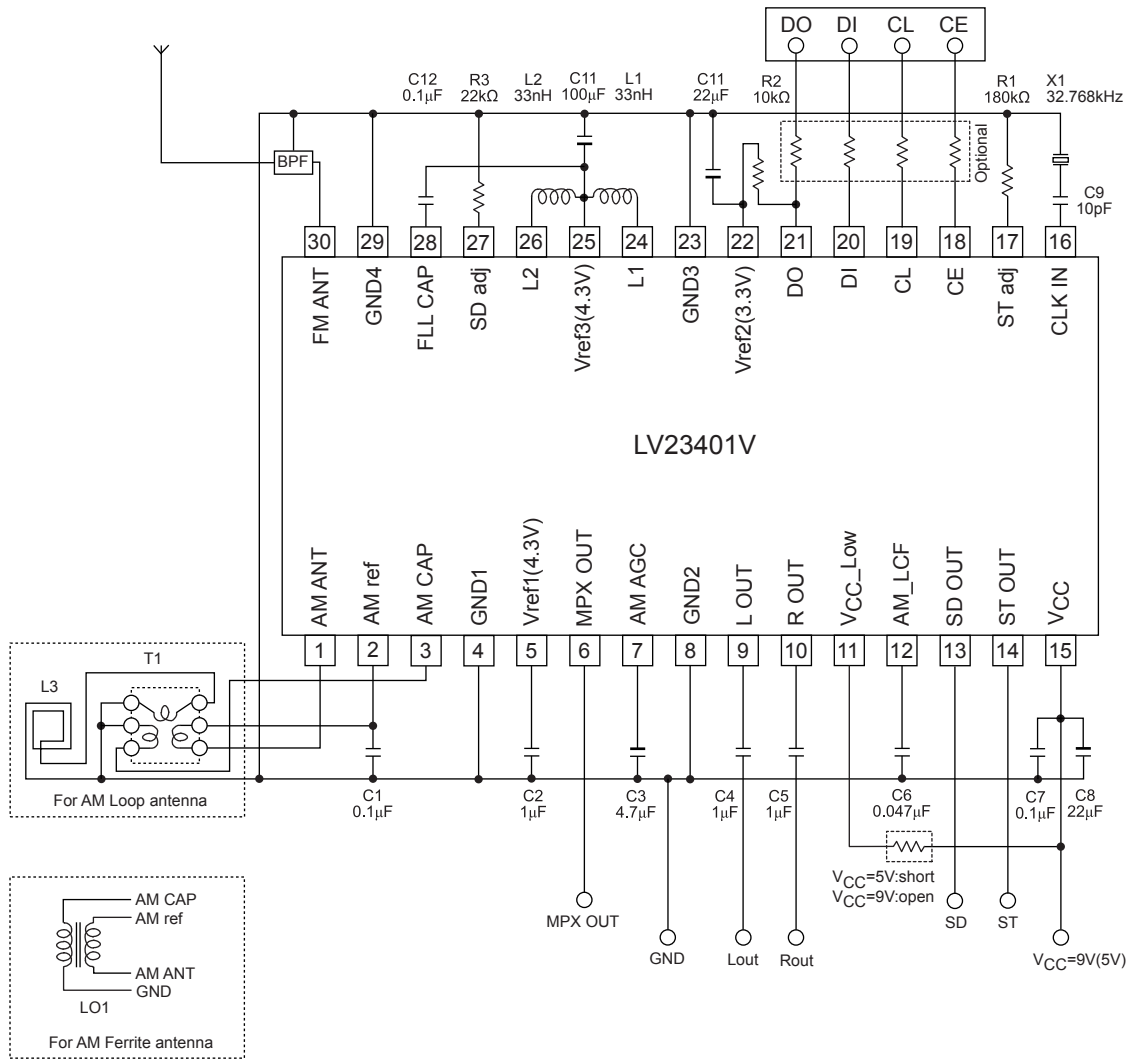 DO DI CL CE
C12 0.1µF
R3 22kΩ
L2 33nH
C11 100µF
L1 33nH
C11 22µF
R2 10kΩ
R1 180kΩ
X1 32.768kHz
BPF
Optional
C9 10pF
30 29 28 27 26 25 24 23 22 21 20 19 18 17 16
FM ANT
GND4
FLL CAP
SD adj
L2
Vref3(4.3V)
L1
GND3
Vref2(3.3V)
DO
DI
CL
CE
ST adj
CLK IN
LV23401V
AM ANT
AM ref
AM CAP
GND1
Vref1(4.3V)
MPX OUT
AM AGC
GND2
L OUT
R OUT
VCC_Low
AM_LCF
SD OUT
ST OUT
VCC
1 2 3 4 5 6 7 8 9 10 11 12 13 14 15
T1
L3
For AM Loop antenna
C1 0.1µF
C2 1µF
C3 4.7µF
C4 1µF
C5 1µF
C6 0.047µF
C7 0.1µF
C8 22µF
VCC=5V:short
VCC=9V:open
MPX OUT
GND
Lout
Rout
SD
ST
VCC=9V(5V)
AM CAP
AM ref
AM ANT
GND
LO1
For AM Ferrite antenna